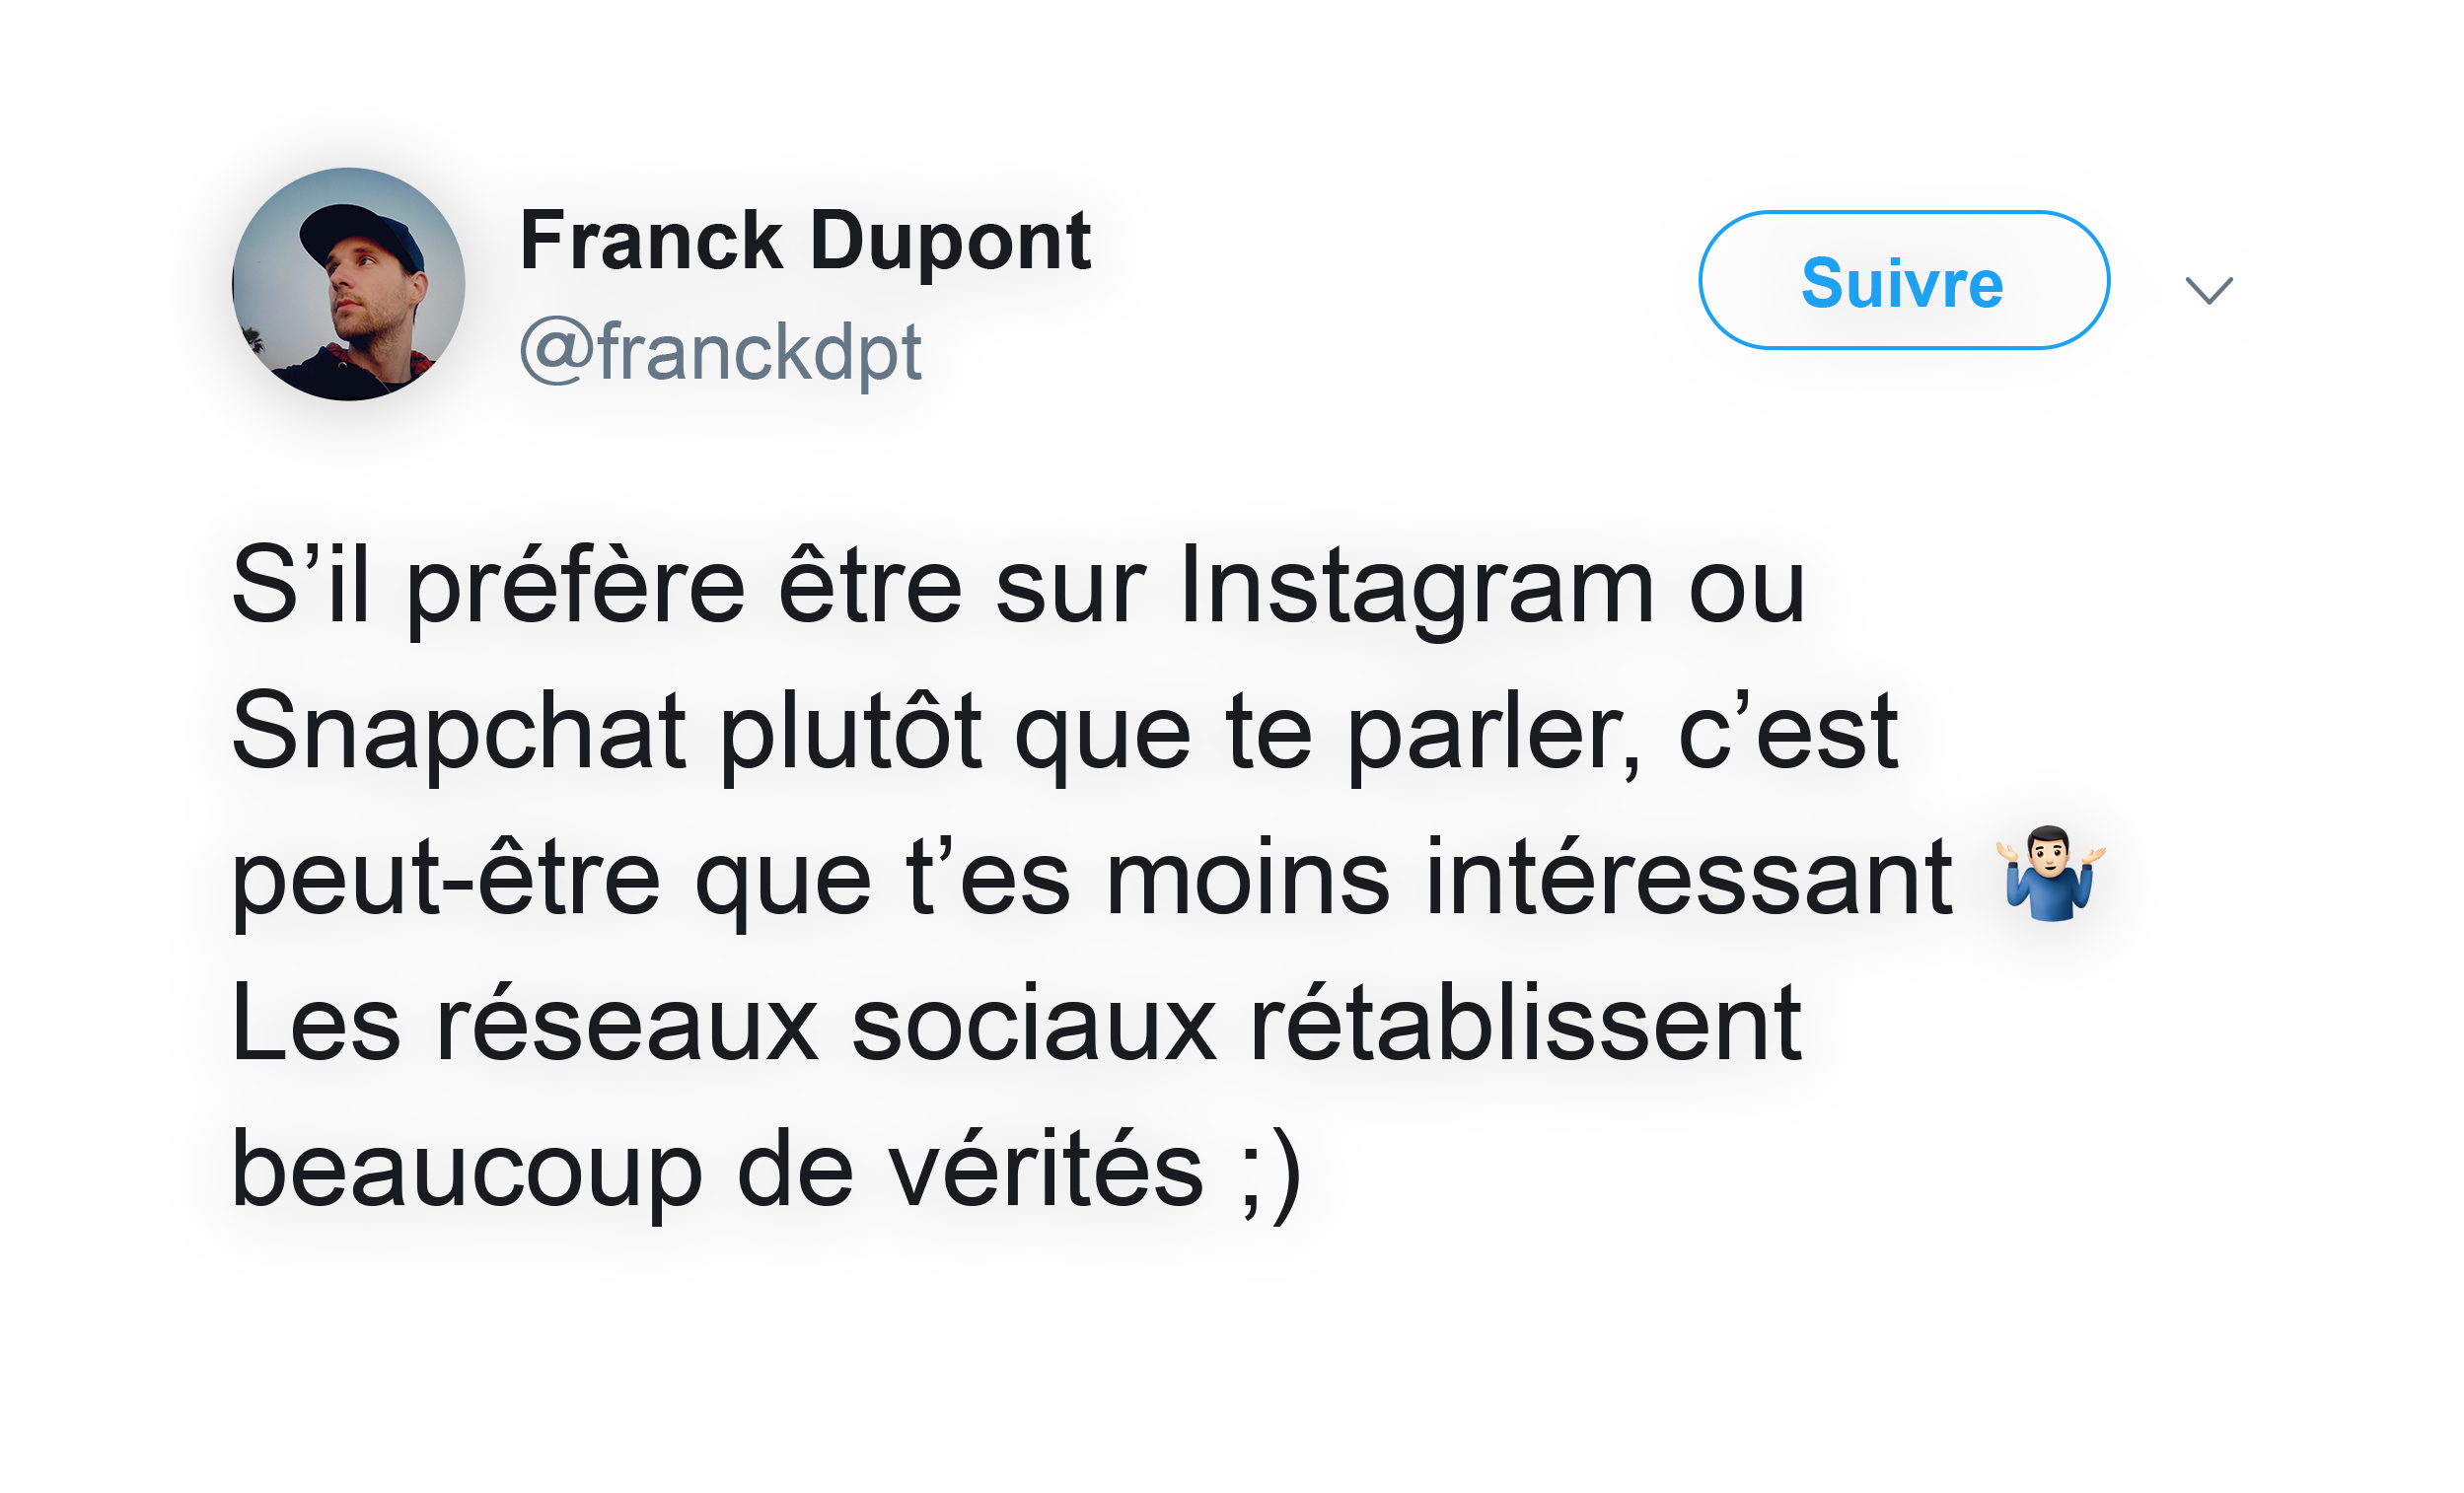 Franck Dupont
@franckdpt
Suivre
S’il préfère être sur Instagram ou
Snapchat plutôt que te parler, c’est
peut-être que t’es moins intéressant 🤷🏻‍♂️
Les réseaux sociaux rétablissent
beaucoup de vérités ;)